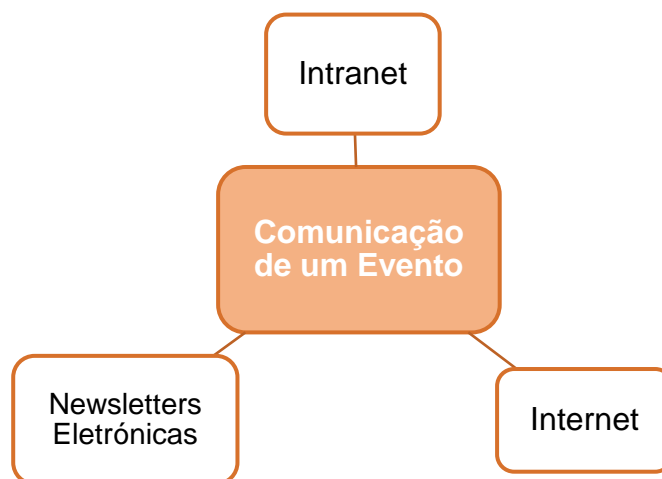 Intranet
Comunicação
de um Evento
Newsletters
Eletrónicas
Internet